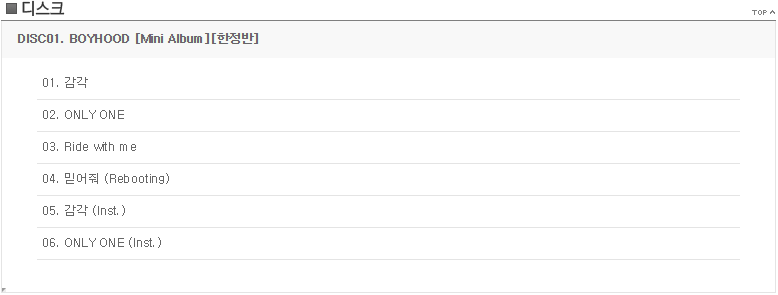 디스크
TOP
DISC01. BOYHOOD [Mini Album][한정반]
01. 감각
02. ONLY ONE
03. Ride with me
04. 믿어줘 (Rebooting)
05. 감각 (Inst.)
06. ONLY ONE (Inst.)